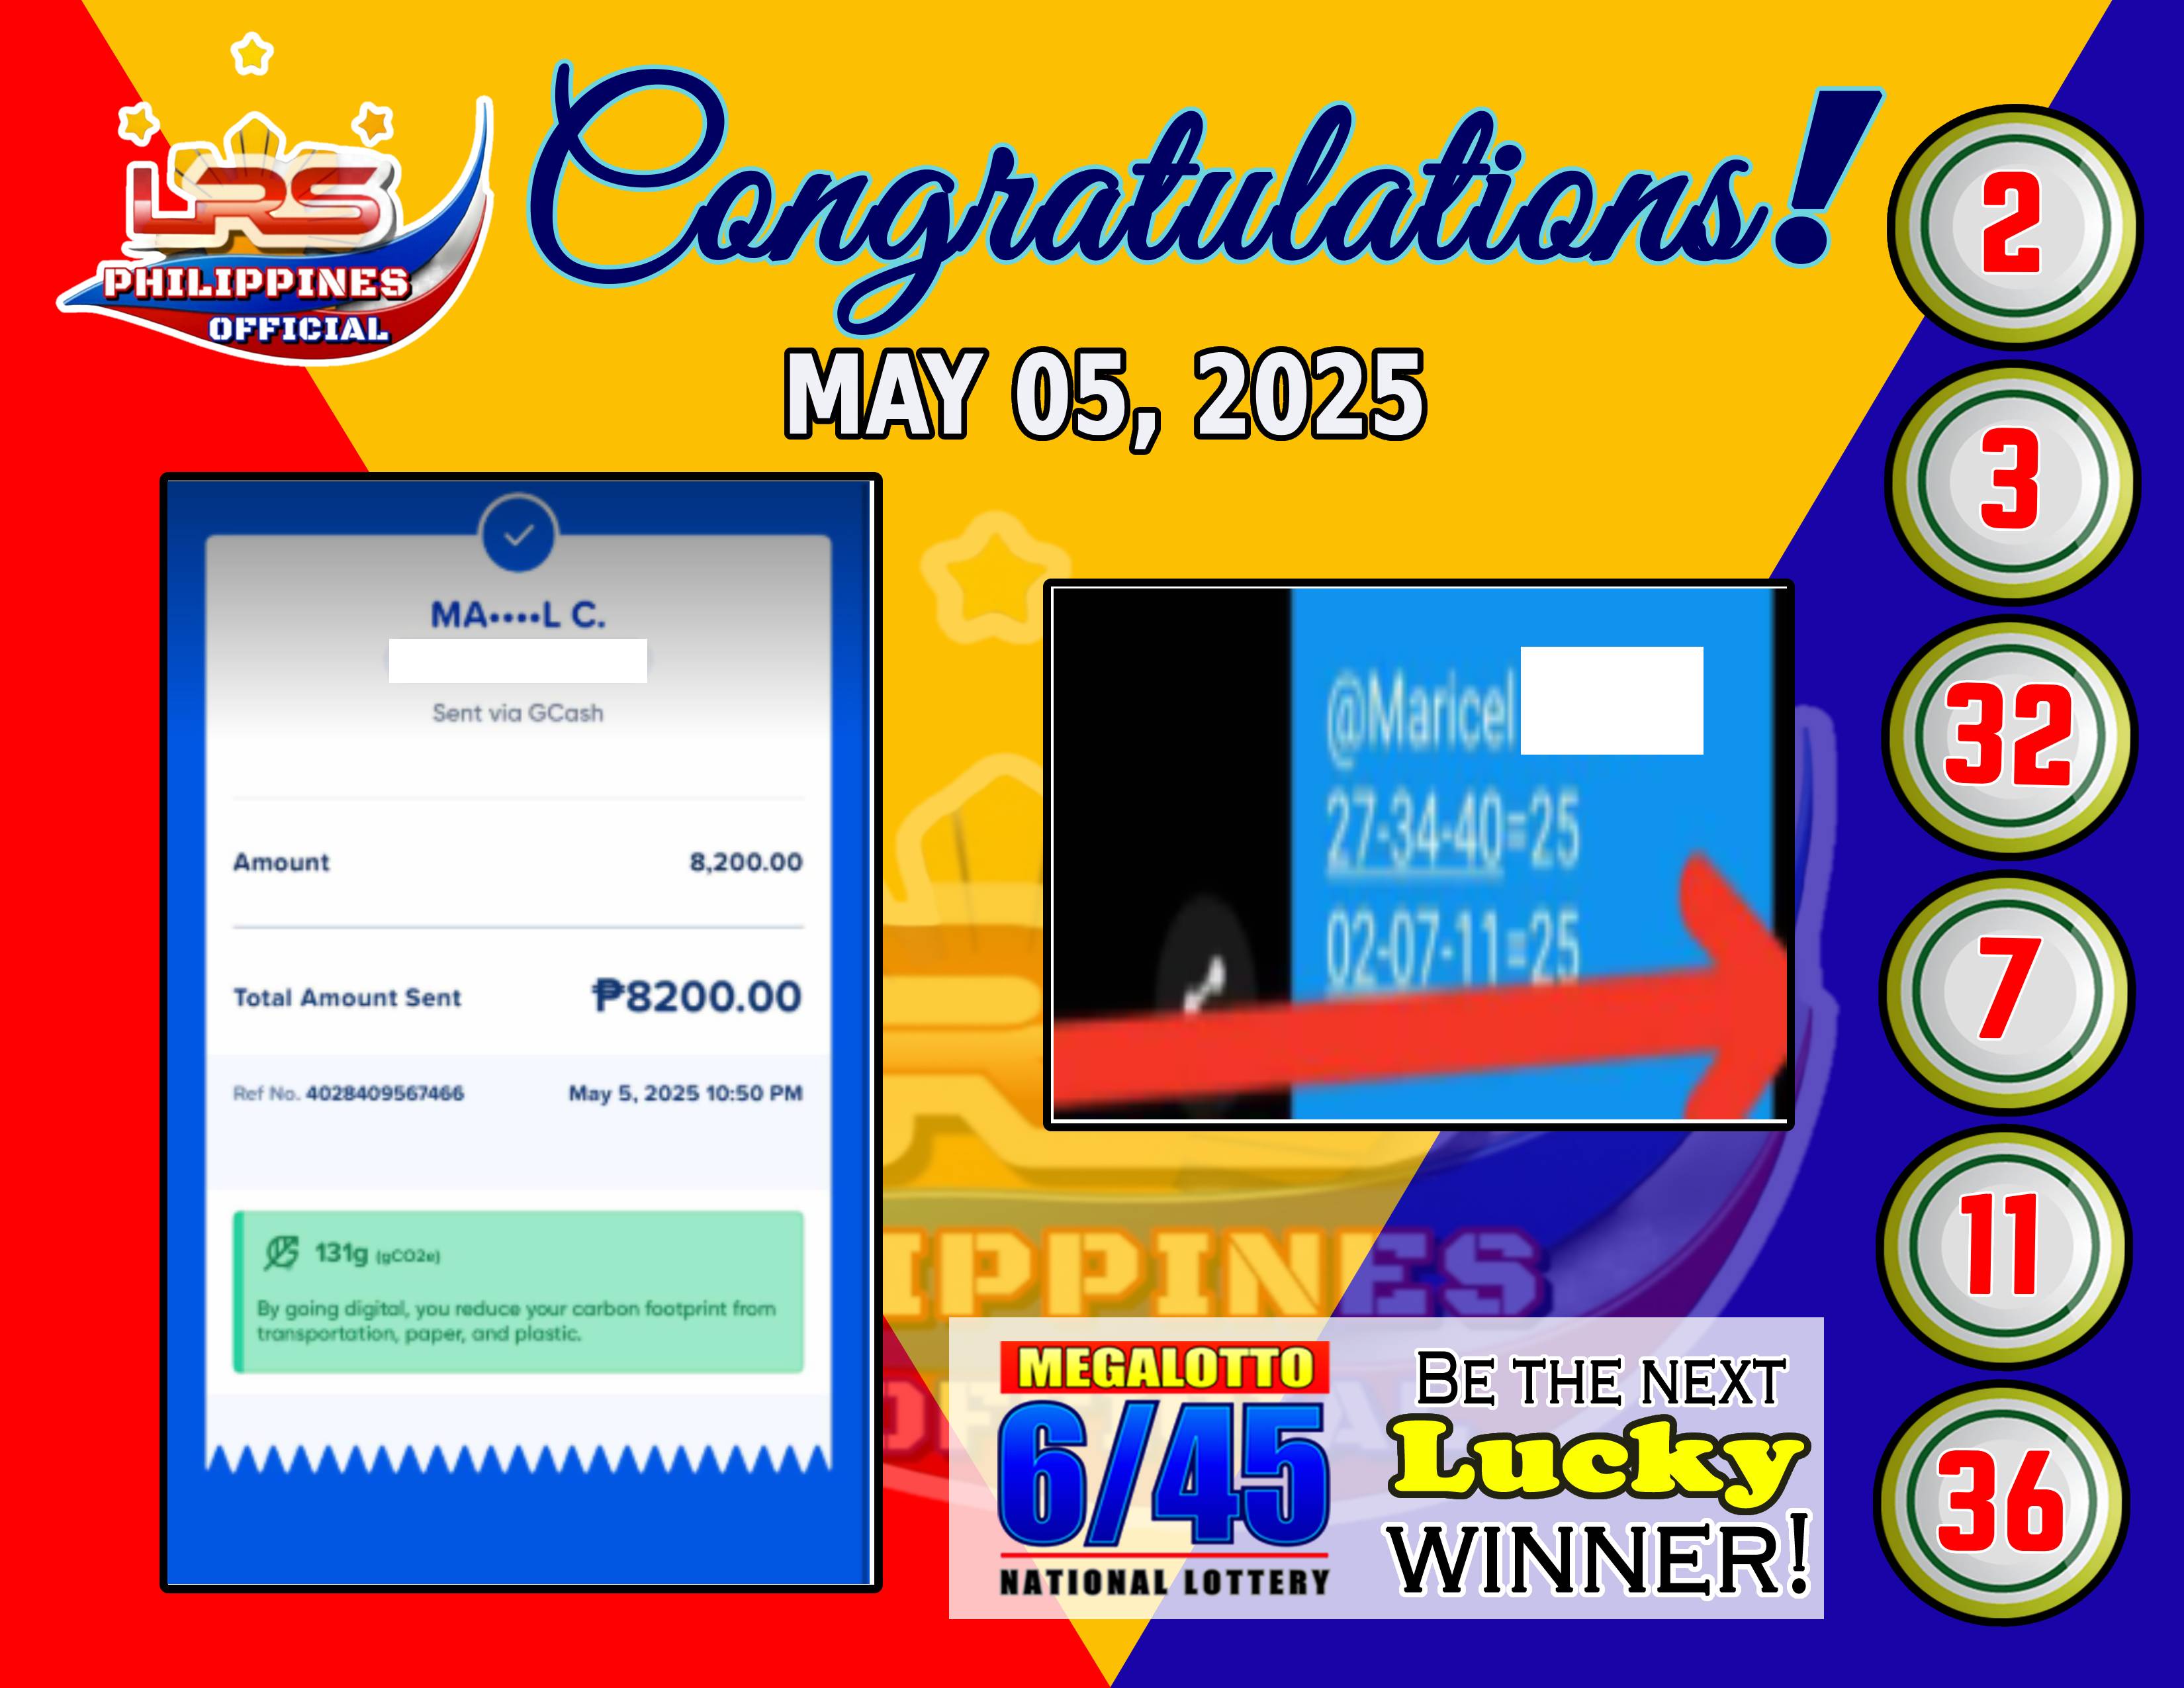 LRS
PHILIPPINES
OFFICIAL
Congratulations!
MAY 05, 2025
MA••••L C.
Sent via GCash
Amount 8,200.00
Total Amount Sent ₱8200.00
Ref No. 4028409567466 May 5, 2025 10:50 PM
131g (gCO2e)
By going digital, you reduce your carbon footprint from
transportation, paper, and plastic.
@Maricel
27-34-40=25
02-07-11=25
2
3
32
7
11
36
IPPINES
MEGALOTTO
6/45
NATIONAL LOTTERY
BE THE NEXT
Lucky
WINNER!